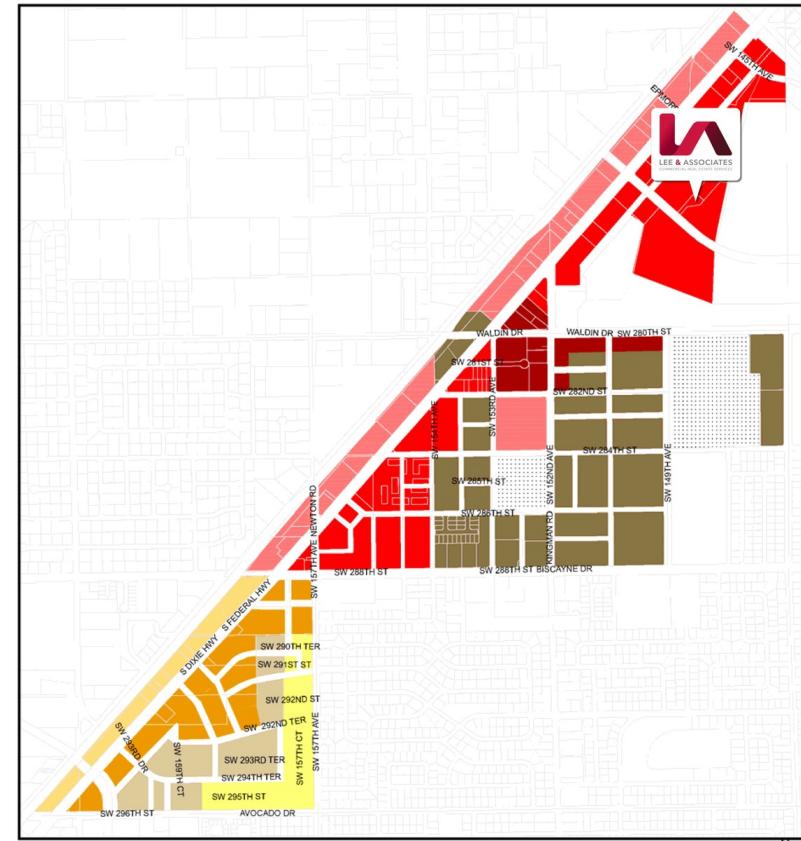 SW 145TH AVE
EPMORE
LEE & ASSOCIATES
COMMERCIAL REAL ESTATE SERVICES
WALDIN DR
WALDIN DR
SW 280TH ST
SW 281ST ST
SW 282ND ST
SW 153RD AVE
SW 154TH AVE
SW 284TH ST
SW 285TH ST
SW 152ND AVE
SW 149TH AVE
SW 286TH ST
KINGMAN RD
SW 157TH AVE NEWTON RD
SW 288TH ST
SW 288TH ST BISCAYNE DR
S DIXIE HWY
S FEDERAL HWY
SW 290TH TER
SW 291ST ST
SW 292ND ST
SW 292ND TER
SW 157TH CT
SW 157TH AVE
SW 293RD DR
SW 159TH CT
SW 293RD TER
SW 294TH TER
SW 295TH ST
SW 296TH ST
AVOCADO DR